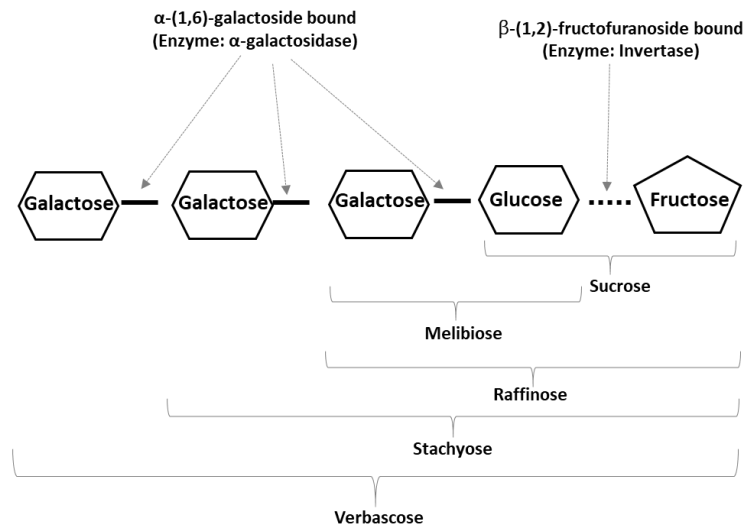 α-(1,6)-galactoside bound
(Enzyme: α-galactosidase)
β-(1,2)-fructofuranoside bound
(Enzyme: Invertase)
Galactose
Galactose
Galactose
Glucose
Fructose
Sucrose
Melibiose
Raffinose
Stachyose
Verbascose